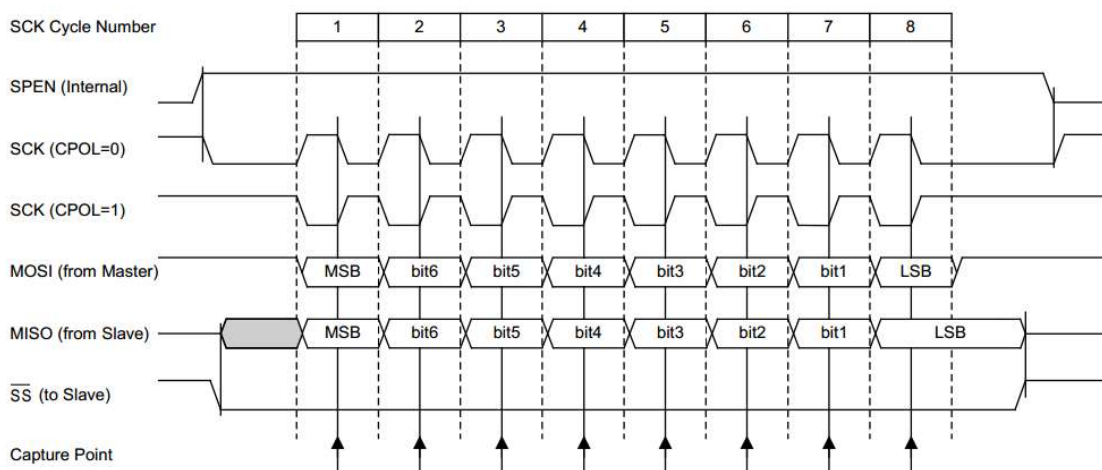 SCK Cycle Number 1 2 3 4 5 6 7 8
SPEN (Internal)
SCK (CPOL=0)
SCK (CPOL=1)
MOSI (from Master) MSB bit6 bit5 bit4 bit3 bit2 bit1 LSB
MISO (from Slave) MSB bit6 bit5 bit4 bit3 bit2 bit1 LSB
S̅S̅ (to Slave)
Capture Point